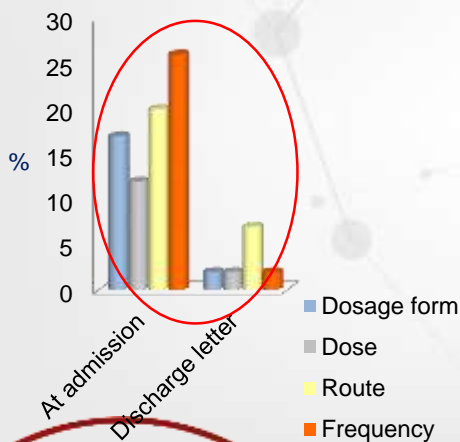 30
25
20
15
10
5
0
%
At admission
Discharge letter
Dosage form
Dose
Route
Frequency